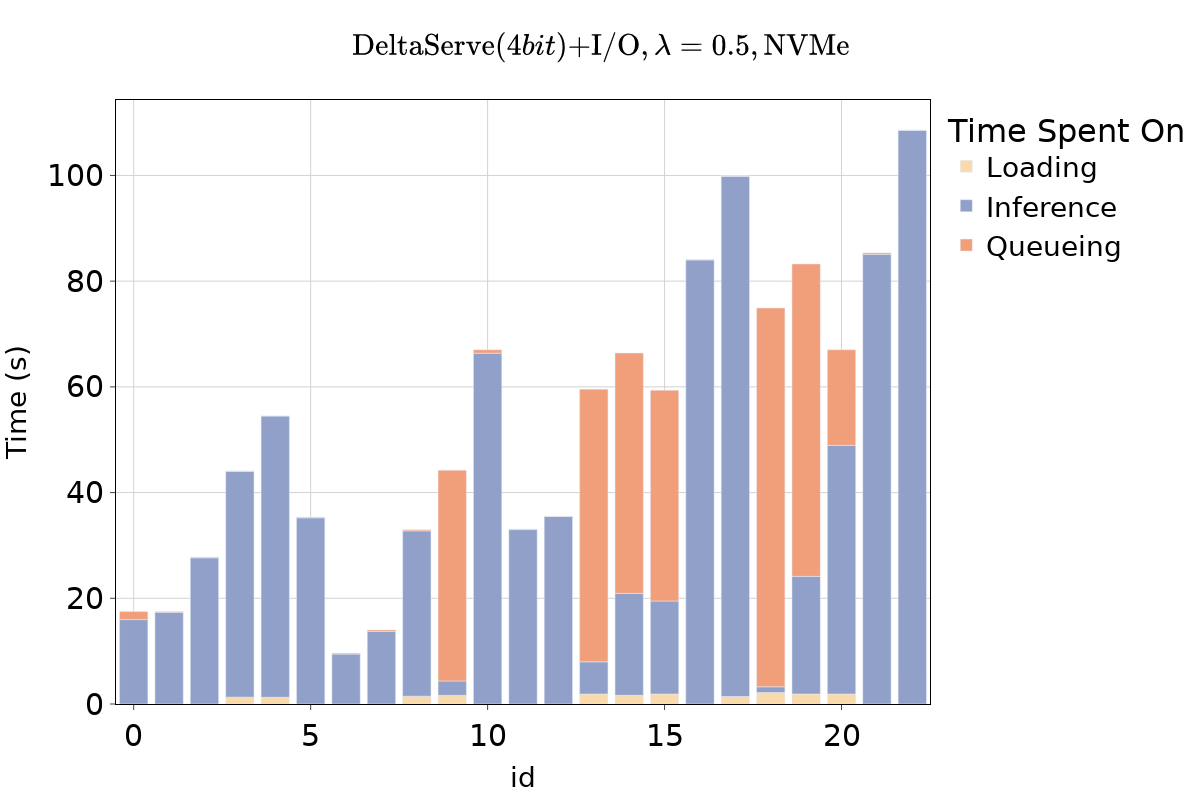 DeltaServe(4bit)+I/O, λ = 0.5, NVMe
Time Spent On
Loading
Inference
Queueing
100
80
60
40
20
0
Time (s)
0 5 10 15 20
id